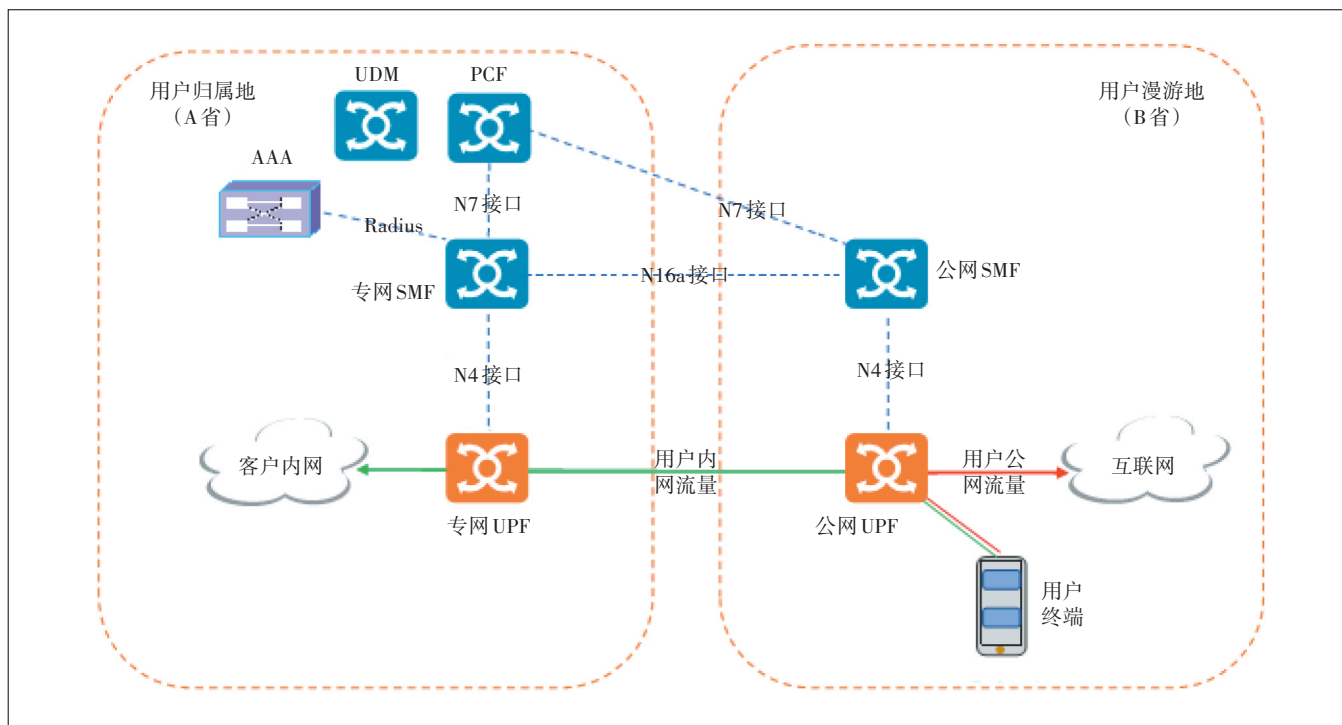 用户归属地
（A省）
UDM
PCF
用户漫游地
（B省）
AAA
Radius
N7接口
N7接口
专网SMF
N16a接口
公网SMF
N4接口
N4接口
客户内网
用户内
网流量
用户公
网流量
互联网
专网UPF
公网UPF
用户
终端